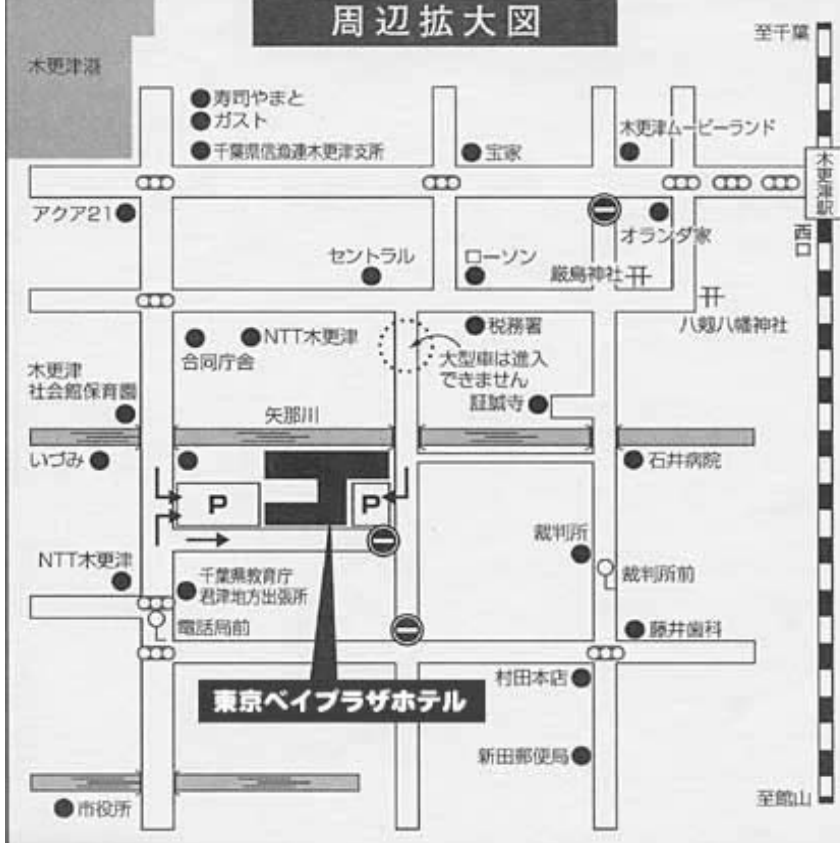 周辺拡大図
至千葉
木更津港
寿司やまと
ガスト
千葉県信漁連木更津支所
宝家
木更津ムービーランド
木更津駅
アクア21
オランダ家
西口
セントラル
ローソン
厳島神社
八剱八幡神社
合同庁舎
NTT木更津
税務署
大型車は進入
できません
木更津
社会館保育園
証誠寺
矢那川
いづみ
石井病院
P
P
裁判所
NTT木更津
千葉県教育庁
君津地方出張所
裁判所前
電話局前
藤井歯科
東京ベイプラザホテル
村田本店
新田郵便局
市役所
至館山